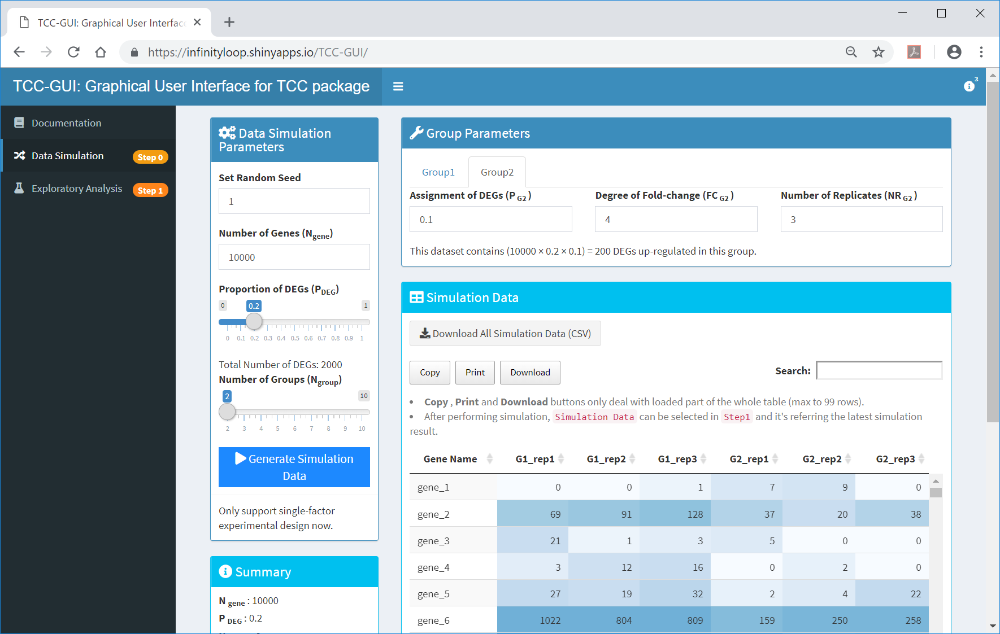 TCC-GUI: Graphical User Interface
https://infinityloop.shinyapps.io/TCC-GUI/
TCC-GUI: Graphical User Interface for TCC package
3
Documentation
Data Simulation Step 0
Exploratory Analysis Step 1
Data Simulation
Parameters
Set Random Seed
1
Number of Genes (Ngene)
10000
Proportion of DEGs (PDEG)
0 0.2 1
0 0.1 0.2 0.3 0.4 0.5 0.6 0.7 0.8 0.9 1
Total Number of DEGs: 2000
Number of Groups (Ngroup)
2 10
2 3 4 5 6 7 8 9 10
Generate Simulation
Data
Only support single-factor
experimental design now.
Summary
N gene : 10000
P DEG : 0.2
Group Parameters
Group1 Group2
Assignment of DEGs (P G2 ) Degree of Fold-change (FC G2 ) Number of Replicates (NR G2 )
0.1 4 3
This dataset contains (10000 × 0.2 × 0.1) = 200 DEGs up-regulated in this group.
Simulation Data
Download All Simulation Data (CSV)
Copy Print Download Search:
• Copy , Print and Download buttons only deal with loaded part of the whole table (max to 99 rows).
• After performing simulation, Simulation Data can be selected in Step1 and it's referring the latest simulation
result.
Gene Name G1_rep1 G1_rep2 G1_rep3 G2_rep1 G2_rep2 G2_rep3
gene_1 0 0 1 7 9 0
gene_2 69 91 128 37 20 38
gene_3 21 1 3 5 0 0
gene_4 3 12 16 0 2 0
gene_5 27 19 32 2 4 22
gene_6 1022 804 809 159 250 258